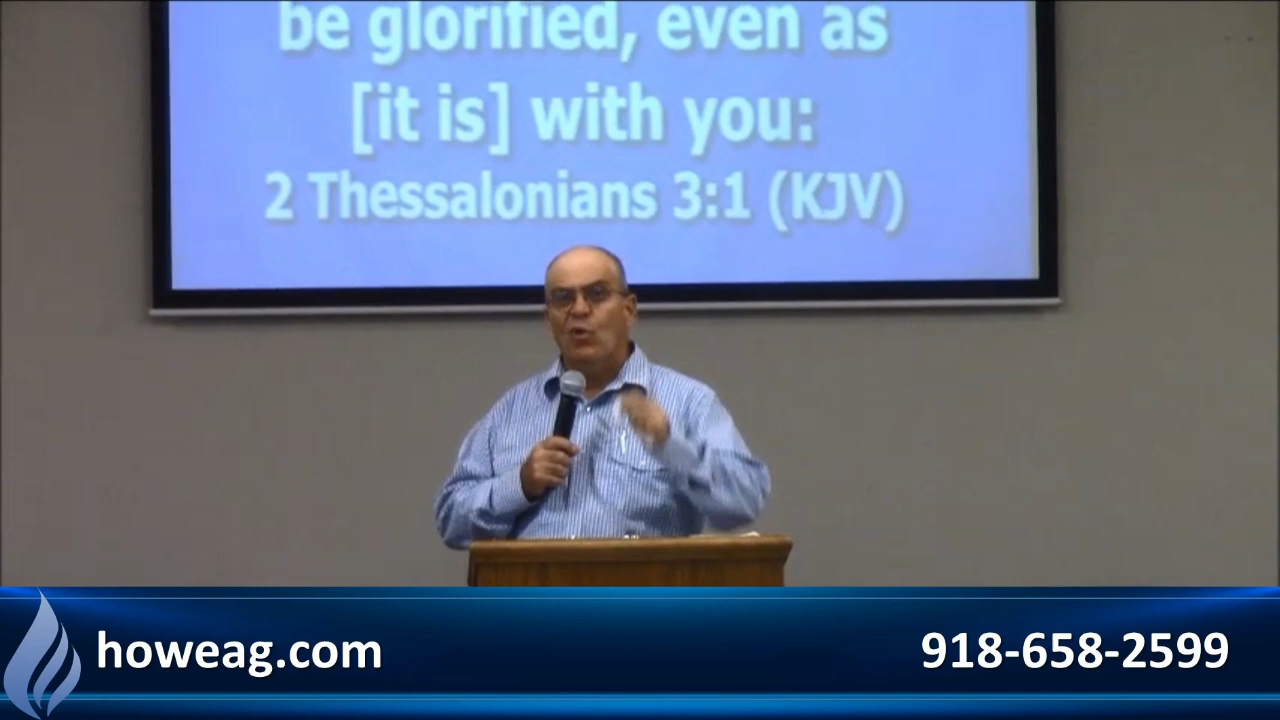 be glorified, even as
[it is] with you:
2 Thessalonians 3:1 (KJV)
howeag.com
918-658-2599